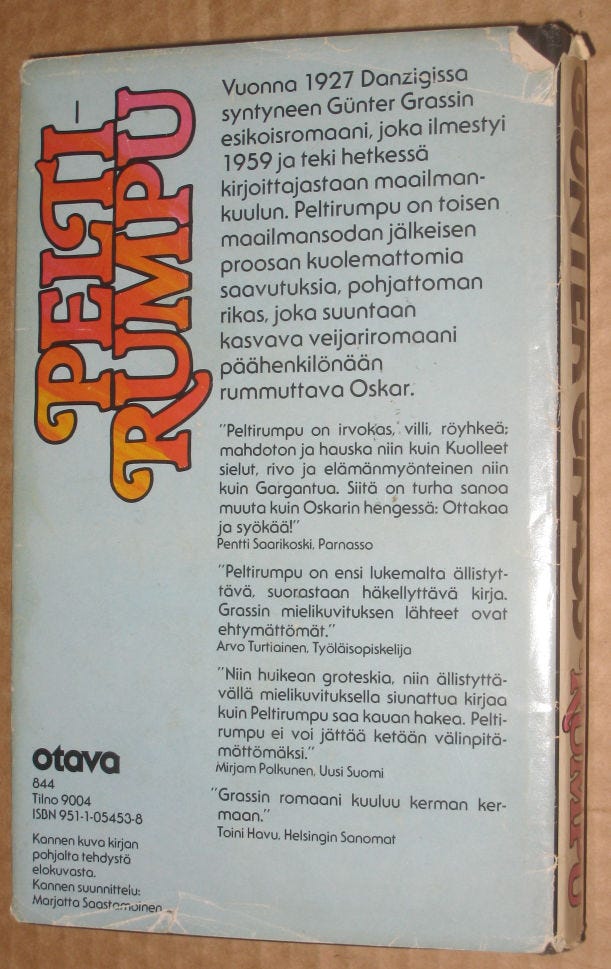 PELTI-
RUMPU
Vuonna 1927 Danzigissa
syntyneen Günter Grassin
esikoisromaani, joka ilmestyi
1959 ja teki hetkessä
kirjoittajastaan maailman-
kuulun. Peltirumpu on toisen
maailmansodan jälkeisen
proosan kuolemattomia
saavutuksia, pohjattoman
rikas, joka suuntaan
kasvava veijariromaani
päähenkilönään
rummuttava Oskar.
"Peltirumpu on irvokas, villi, röyhkeä;
mahdoton ja hauska niin kuin Kuolleet
sielut, rivo ja elämänmyönteinen niin
kuin Gargantua. Siitä on turha sanoa
muuta kuin Oskarin hengessä: Ottakaa
ja syökää!"
Pentti Saarikoski, Parnasso
"Peltirumpu on ensi lukemalta ällistyt-
tävä, suorastaan häkellyttävä kirja.
Grassin mielikuvituksen lähteet ovat
ehtymättömät."
Arvo Turtiainen, Työläisopiskelija
"Niin huikean groteskia, niin ällistyttä-
vällä mielikuvituksella siunattua kirjaa
kuin Peltirumpu saa kauan hakea. Pelti-
rumpu ei voi jättää ketään välinpitä-
mättömäksi."
Mirjam Polkunen, Uusi Suomi
"Grassin romaani kuuluu kerman ker-
maan."
Toini Havu, Helsingin Sanomat
otava
844
Tilno 9004
ISBN 951-1-05453-8
Kannen kuva kirjan
pohjalta tehdystä
elokuvasta.
Kannen suunnittelu:
Marjatta Saastamoinen